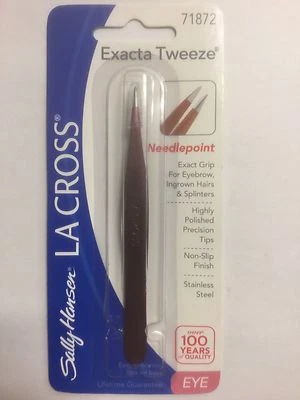 71872
Exacta Tweeze®
Needlepoint
Exact Grip
For Eyebrow,
Ingrown Hairs
& Splinters
Highly
Polished
Precision
Tips
Non-Slip
Finish
Stainless
Steel
100
YEARS
OF QUALITY
EYE
Lifetime Guarantee
Sally Hansen®
LA CROSS®